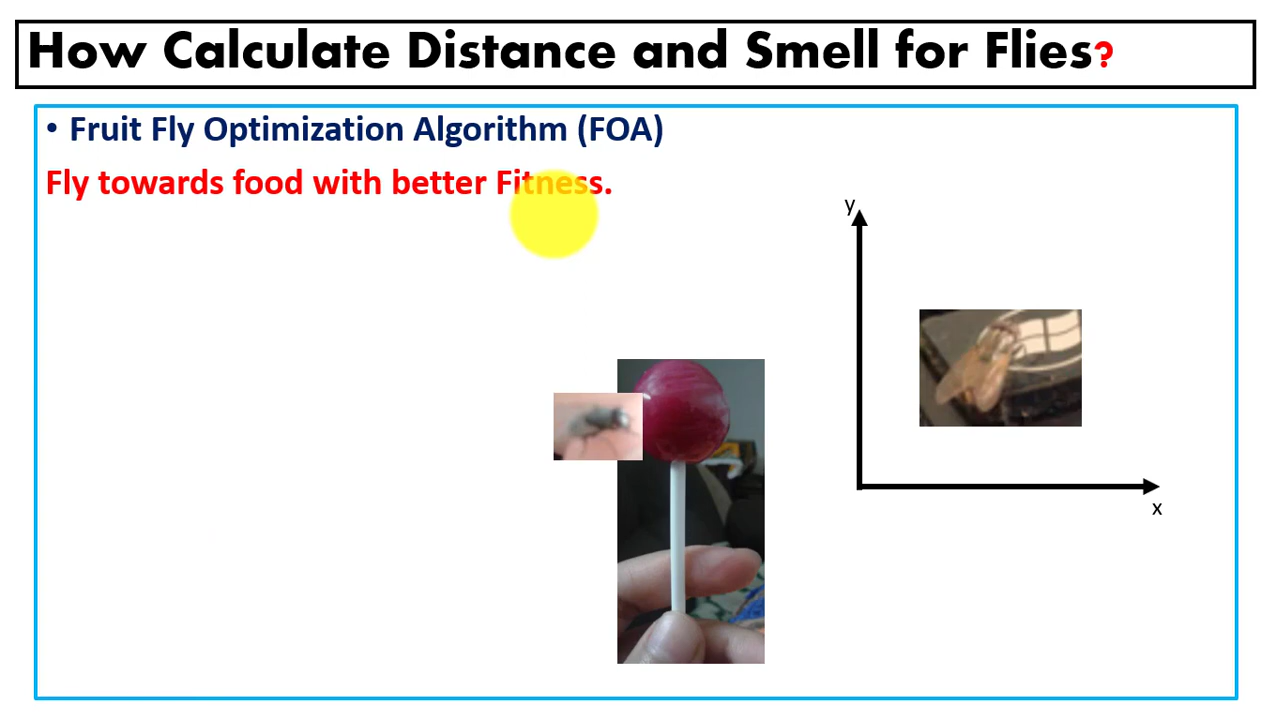 How Calculate Distance and Smell for Flies?
• Fruit Fly Optimization Algorithm (FOA)
Fly towards food with better Fitness.
y
x